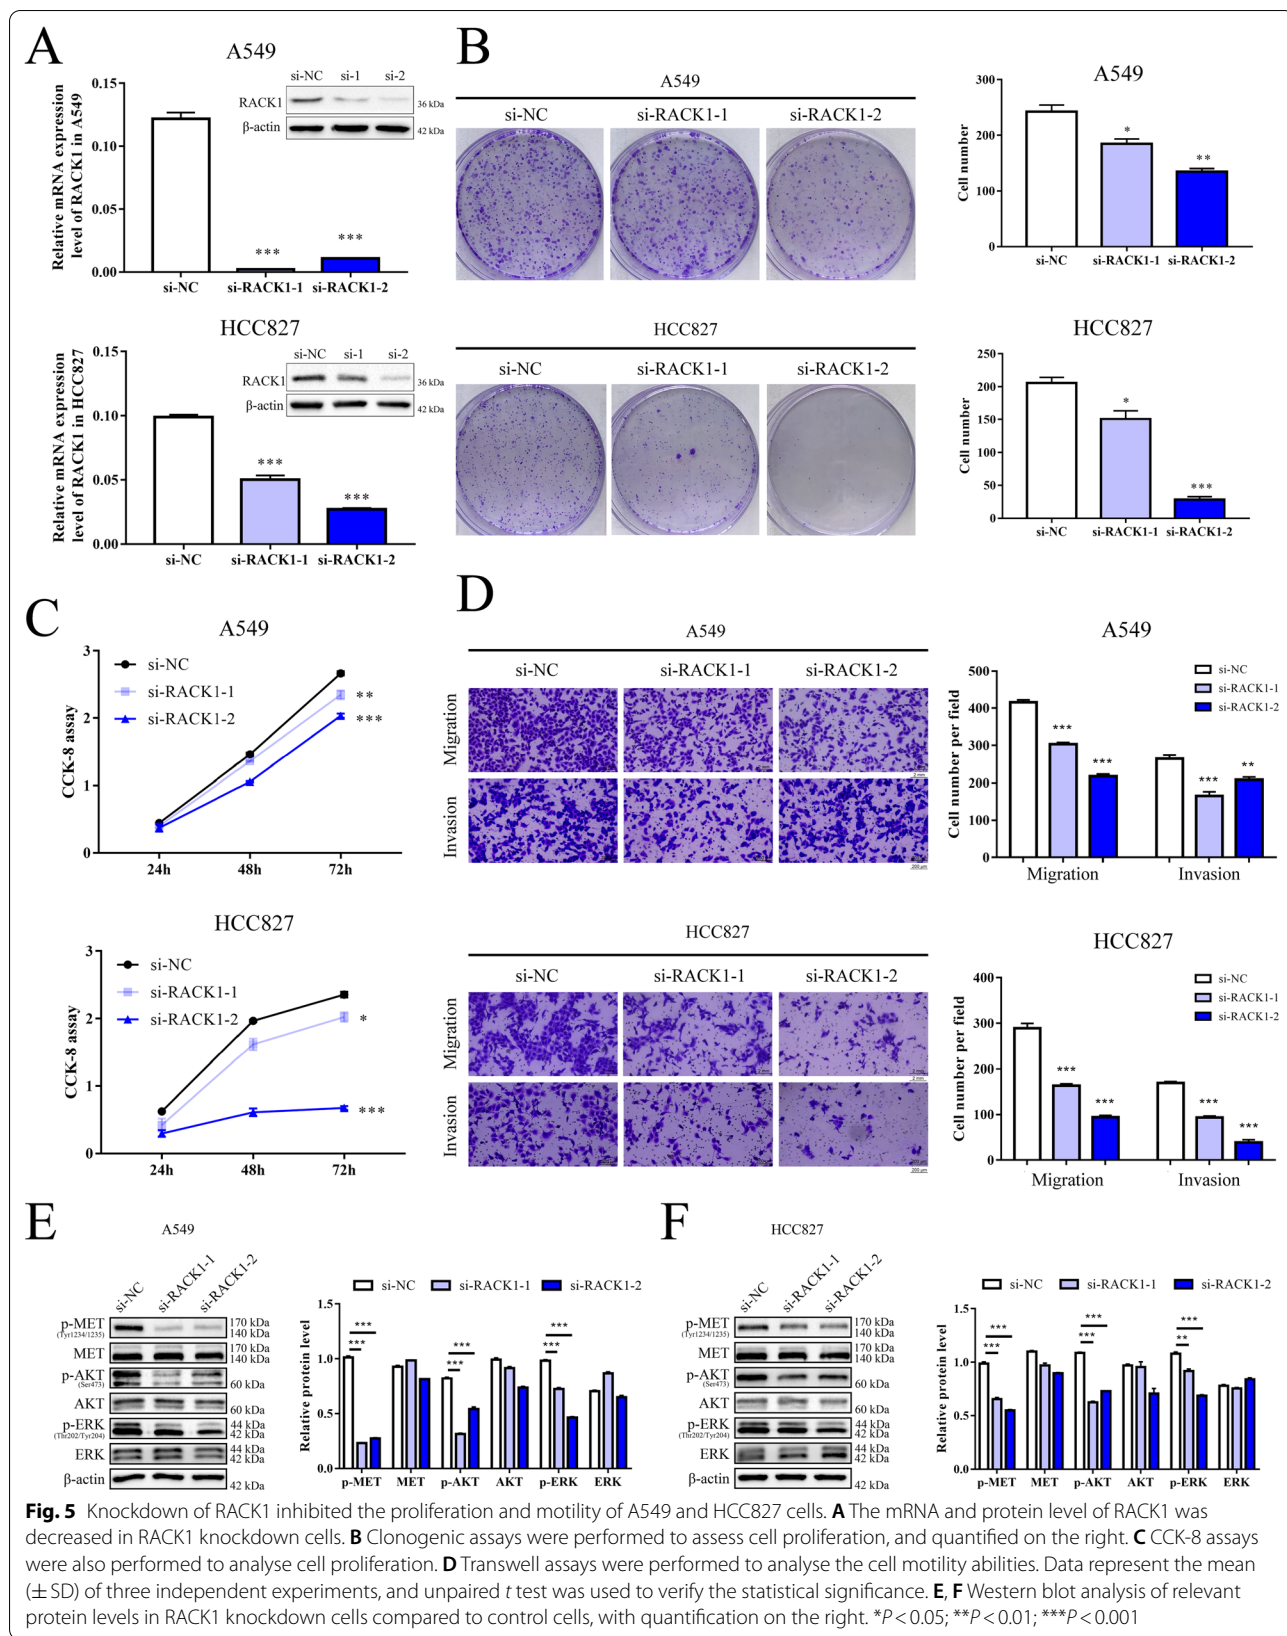 A
A549
Relative mRNA expression
level of RACK1 in A549
0.15
0.10
0.05
0.00
si-NC si-1 si-2
RACK1 36 kDa
β-actin 42 kDa
***
***
si-NC si-RACK1-1 si-RACK1-2
HCC827
Relative mRNA expression
level of RACK1 in HCC827
0.15
0.10
0.05
0.00
si-NC si-1 si-2
RACK1 36 kDa
β-actin 42 kDa
***
***
si-NC si-RACK1-1 si-RACK1-2
B
A549
si-NC si-RACK1-1 si-RACK1-2
A549
Cell number
300
200
100
0
*
**
si-NC si-RACK1-1 si-RACK1-2
HCC827
si-NC si-RACK1-1 si-RACK1-2
HCC827
Cell number
250
200
150
100
50
0
*
***
si-NC si-RACK1-1 si-RACK1-2
C
A549
CCK-8 assay
3
2
1
0
si-NC
si-RACK1-1
si-RACK1-2
**
***
24h 48h 72h
HCC827
CCK-8 assay
3
2
1
0
si-NC
si-RACK1-1
si-RACK1-2
*
***
24h 48h 72h
D
A549
si-NC si-RACK1-1 si-RACK1-2
Migration
2 mm
Invasion
200 μm
A549
Cell number per field
500
400
300
200
100
0
si-NC
si-RACK1-1
si-RACK1-2
***
***
***
**
Migration Invasion
HCC827
si-NC si-RACK1-1 si-RACK1-2
Migration
2 mm
Invasion
200 μm
HCC827
Cell number per field
400
300
200
100
0
si-NC
si-RACK1-1
si-RACK1-2
***
***
***
***
Migration Invasion
E
A549
si-NC si-RACK1-1 si-RACK1-2
p-MET 170 kDa
(Tyr1234/1235) 140 kDa
MET 170 kDa
140 kDa
p-AKT
(Ser473) 60 kDa
AKT 60 kDa
p-ERK 44 kDa
(Thr202/Tyr204) 42 kDa
ERK 44 kDa
42 kDa
β-actin 42 kDa
si-NC si-RACK1-1 si-RACK1-2
Relative protein level
1.5
1.0
0.5
0.0
***
***
***
***
***
***
p-MET MET p-AKT AKT p-ERK ERK
F
HCC827
si-NC si-RACK1-1 si-RACK1-2
p-MET 170 kDa
(Tyr1234/1235) 140 kDa
MET 170 kDa
140 kDa
p-AKT
(Ser473) 60 kDa
AKT 60 kDa
p-ERK 44 kDa
(Thr202/Tyr204) 42 kDa
ERK 44 kDa
42 kDa
β-actin 42 kDa
si-NC si-RACK1-1 si-RACK1-2
Relative protein level
1.5
1.0
0.5
0.0
***
***
***
***
***
**
p-MET MET p-AKT AKT p-ERK ERK
Fig. 5 Knockdown of RACK1 inhibited the proliferation and motility of A549 and HCC827 cells. A The mRNA and protein level of RACK1 was
decreased in RACK1 knockdown cells. B Clonogenic assays were performed to assess cell proliferation, and quantified on the right. C CCK-8 assays
were also performed to analyse cell proliferation. D Transwell assays were performed to analyse the cell motility abilities. Data represent the mean
(± SD) of three independent experiments, and unpaired t test was used to verify the statistical significance. E, F Western blot analysis of relevant
protein levels in RACK1 knockdown cells compared to control cells, with quantification on the right. *P < 0.05; **P < 0.01; ***P < 0.001